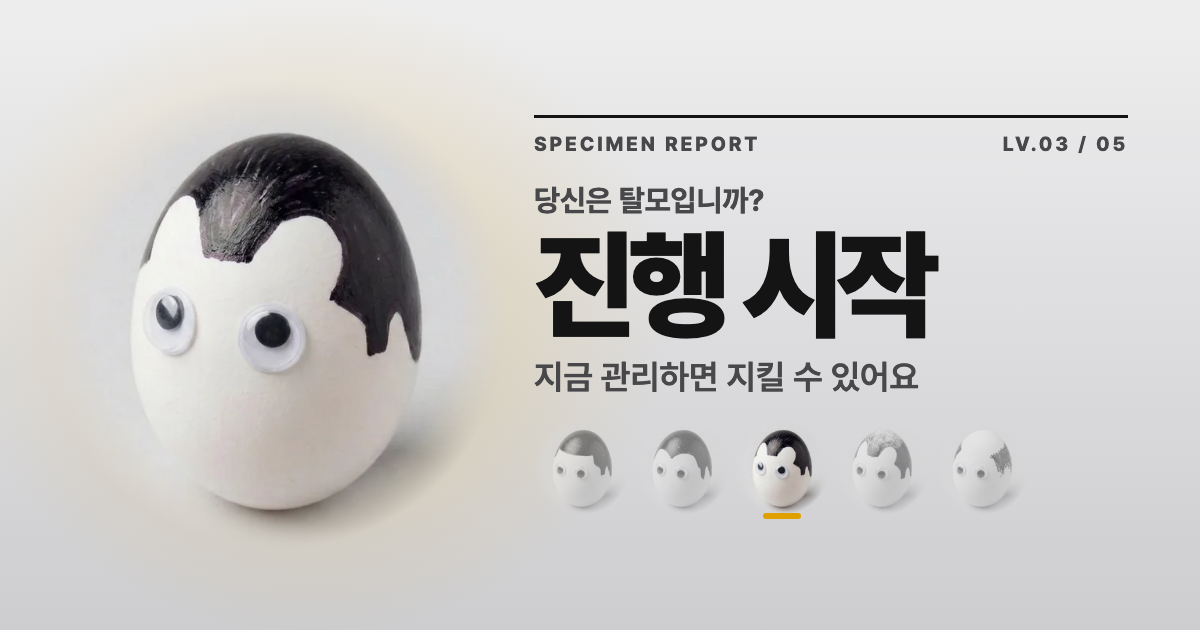 SPECIMEN REPORT
LV.03 / 05
당신은 탈모입니까?
진행 시작
지금 관리하면 지킬 수 있어요